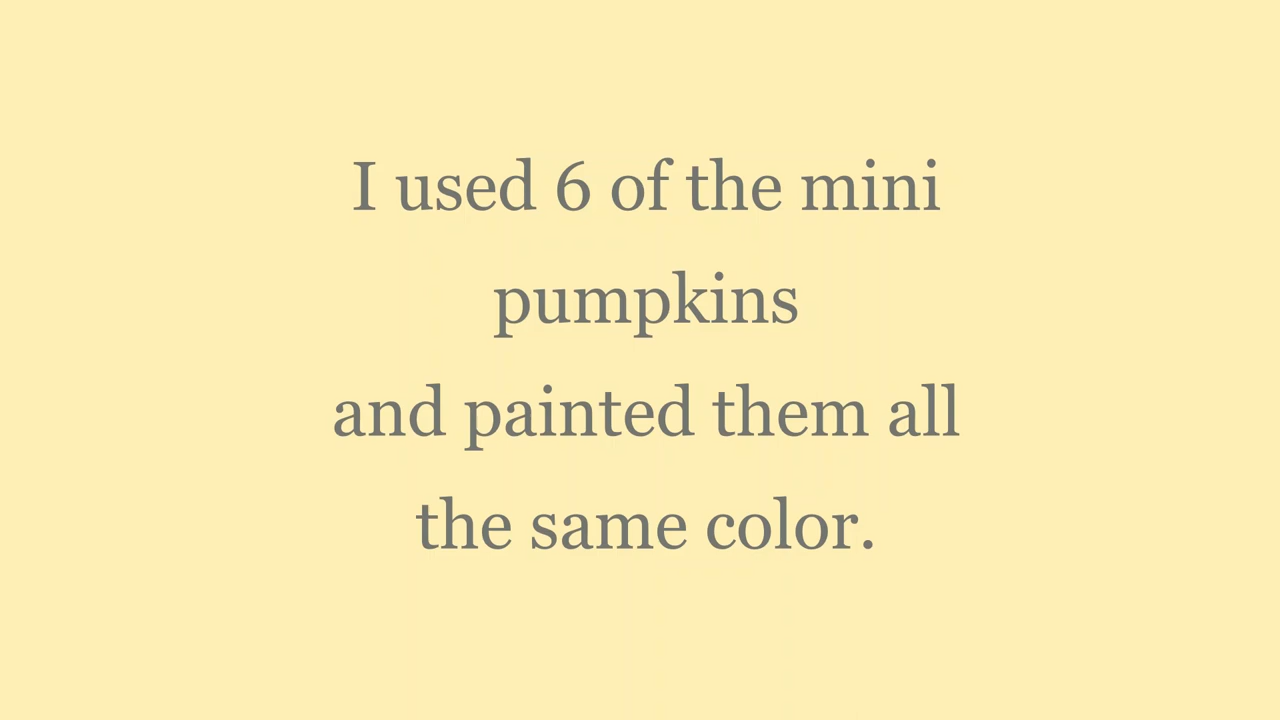 I used 6 of the mini
pumpkins
and painted them all
the same color.